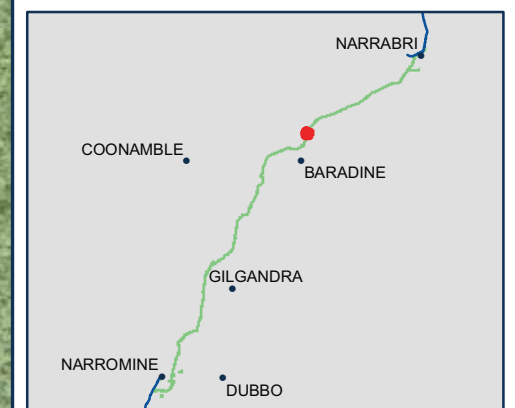 NARRABRI
COONAMBLE
BARADINE
GILGANDRA
NARROMINE
DUBBO